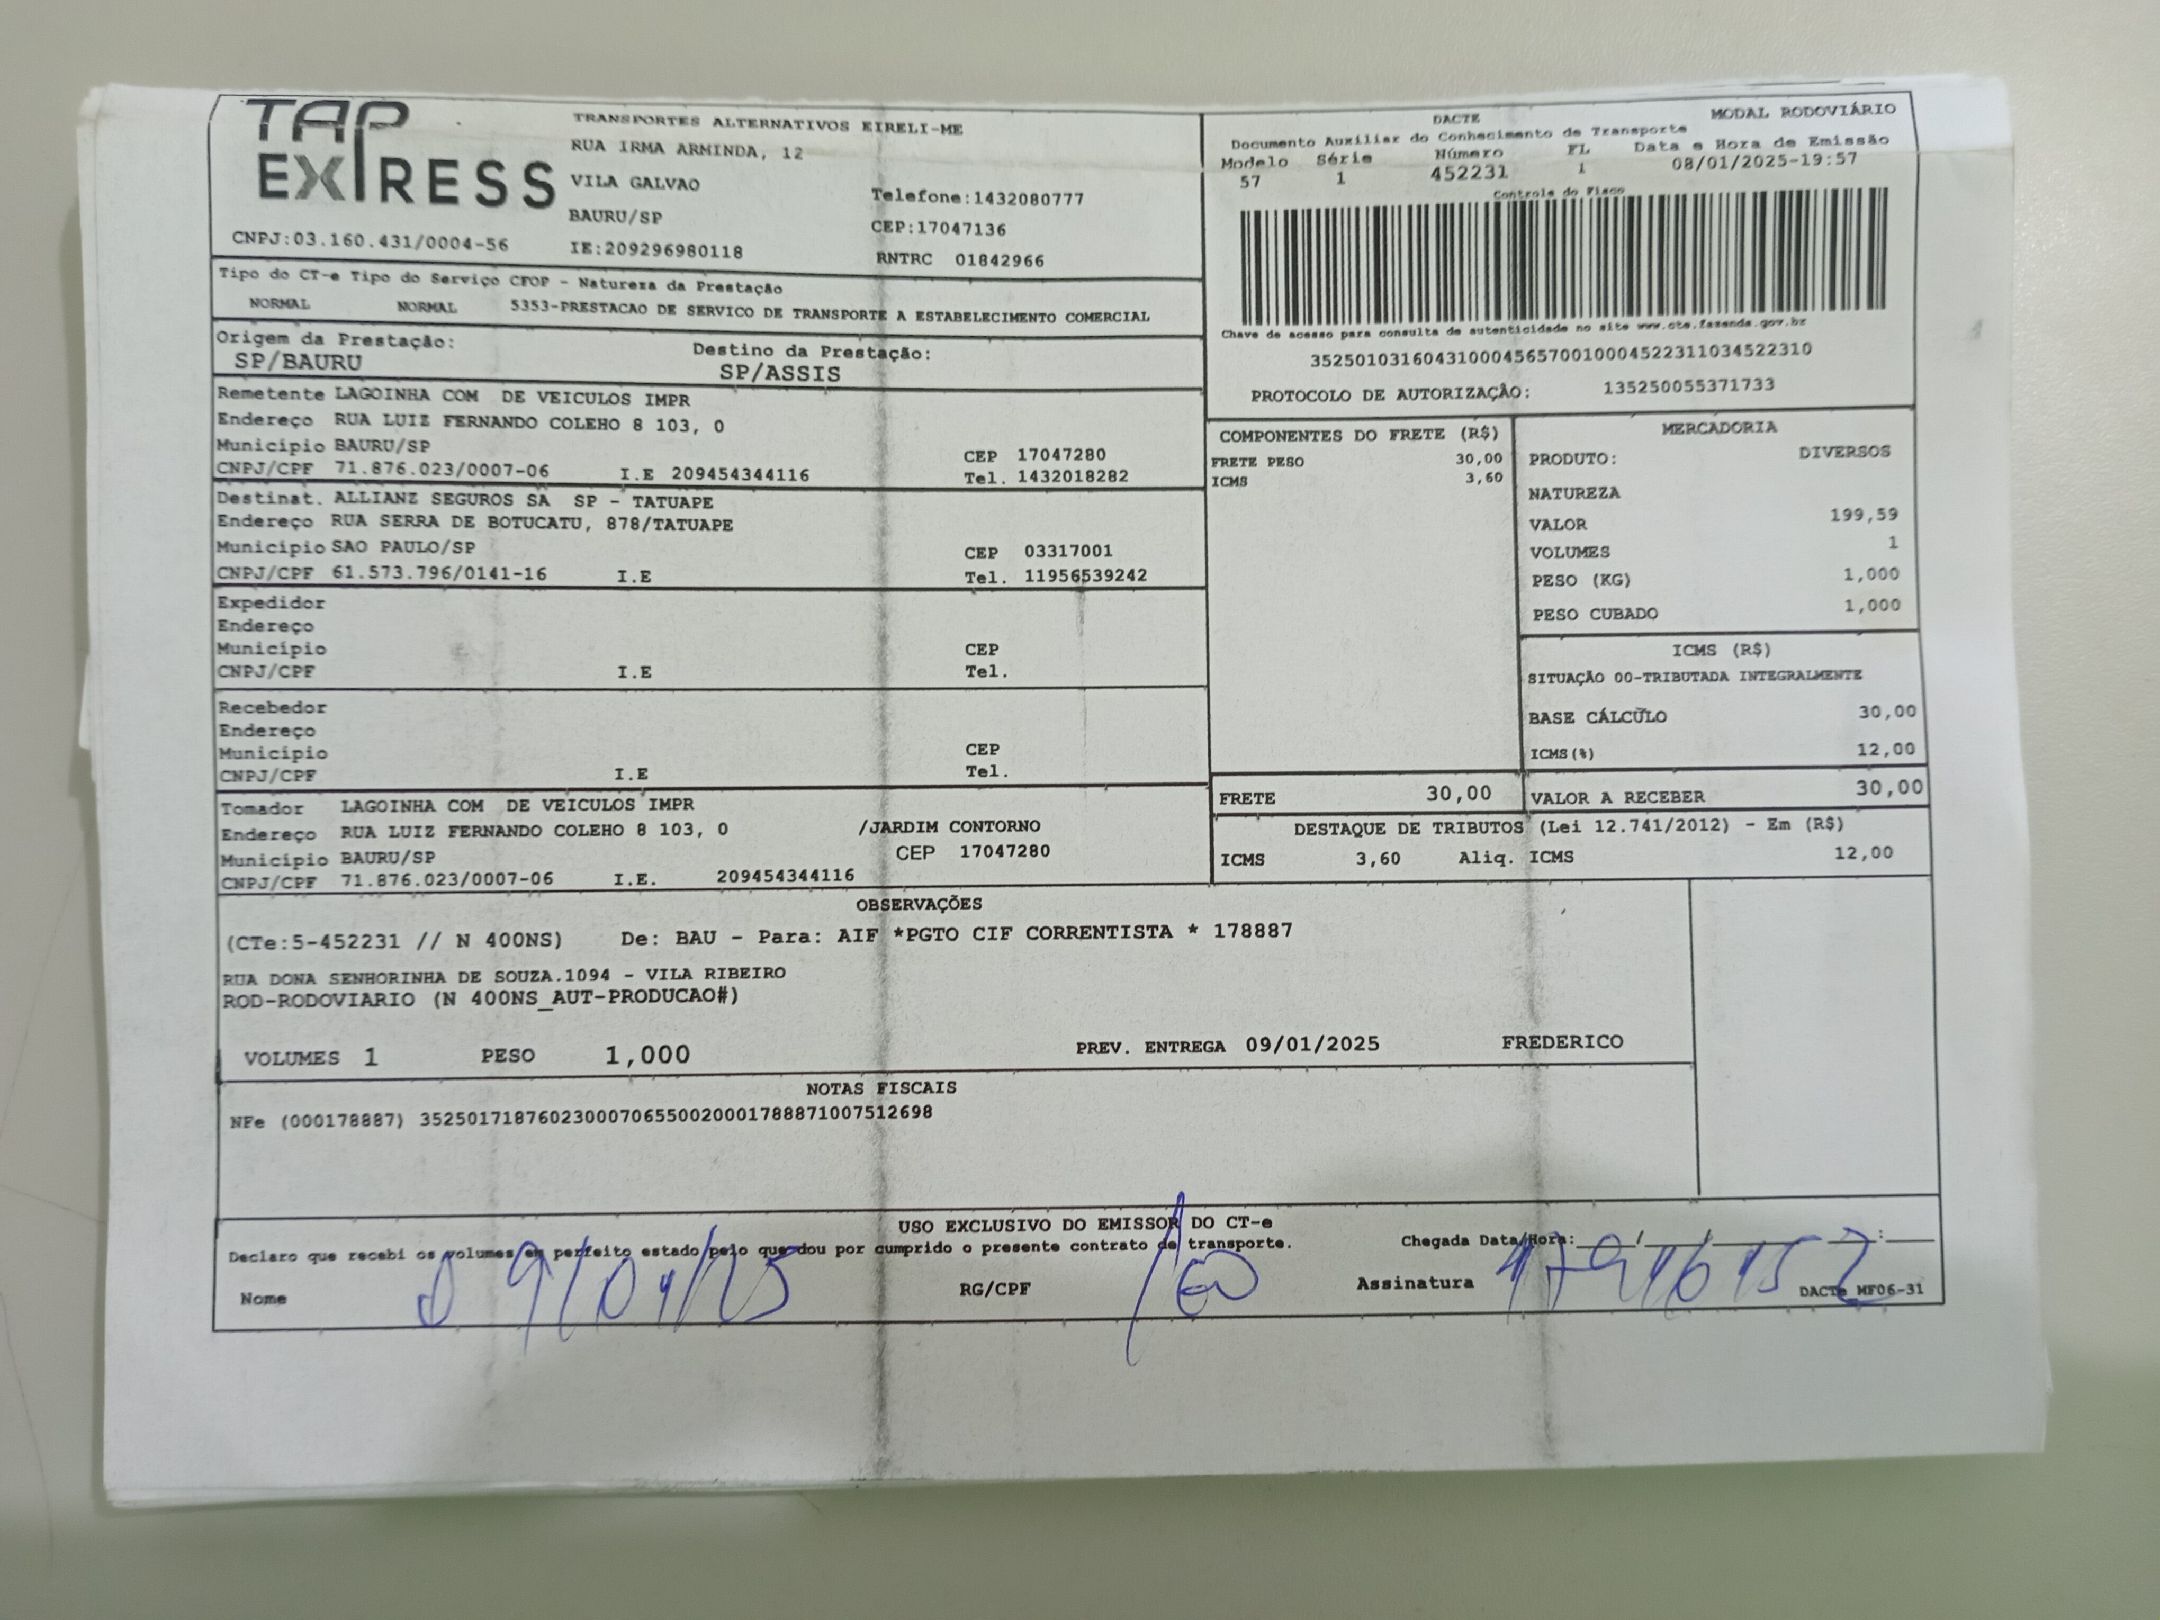 TAP EXPRESS
TRANSPORTES ALTERNATIVOS EIRELI-ME
RUA IRMA ARMINDA, 12
VILA GALVAO
Telefone:1432080777
BAURU/SP
CEP:17047136
CNPJ:03.160.431/0004-56
IE:209296980118
RNTRC 01842966
DACTE
MODAL RODOVIÁRIO
Documento Auxiliar do Conhecimento de Transporte
Modelo Série Número FL Data e Hora de Emissão
57 1 452231 1 08/01/2025-19:57
Controle do Fisco
Chave de acesso para consulta de autenticidade no site www.cte.fazenda.gov.br
35250103160431000456570010004522311034522310
PROTOCOLO DE AUTORIZAÇÃO: 135250055371733
Tipo do CT-e Tipo do Serviço CFOP - Natureza da Prestação
NORMAL NORMAL 5353-PRESTACAO DE SERVICO DE TRANSPORTE A ESTABELECIMENTO COMERCIAL
Origem da Prestação: Destino da Prestação:
SP/BAURU SP/ASSIS
Remetente LAGOINHA COM DE VEICULOS IMPR
Endereço RUA LUIZ FERNANDO COLEHO 8 103, 0
Município BAURU/SP CEP 17047280
CNPJ/CPF 71.876.023/0007-06 I.E 209454344116 Tel. 1432018282
Destinat. ALLIANZ SEGUROS SA SP - TATUAPE
Endereço RUA SERRA DE BOTUCATU, 878/TATUAPE
Município SAO PAULO/SP CEP 03317001
CNPJ/CPF 61.573.796/0141-16 I.E Tel. 11956539242
Expedidor
Endereço
Município CEP
CNPJ/CPF I.E Tel.
Recebedor
Endereço
Município CEP
CNPJ/CPF I.E Tel.
Tomador LAGOINHA COM DE VEICULOS IMPR
Endereço RUA LUIZ FERNANDO COLEHO 8 103, 0 /JARDIM CONTORNO
Município BAURU/SP CEP 17047280
CNPJ/CPF 71.876.023/0007-06 I.E. 209454344116
COMPONENTES DO FRETE (R$)
FRETE PESO 30,00
ICMS 3,60
MERCADORIA
PRODUTO: DIVERSOS
NATUREZA
VALOR 199,59
VOLUMES 1
PESO (KG) 1,000
PESO CUBADO 1,000
ICMS (R$)
SITUAÇÃO 00-TRIBUTADA INTEGRALMENTE
BASE CÁLCULO 30,00
ICMS(%) 12,00
FRETE 30,00 VALOR A RECEBER 30,00
DESTAQUE DE TRIBUTOS (Lei 12.741/2012) - Em (R$)
ICMS 3,60 Aliq. ICMS 12,00
OBSERVAÇÕES
(CTe:5-452231 // N 400NS) De: BAU - Para: AIF *PGTO CIF CORRENTISTA * 178887
RUA DONA SENHORINHA DE SOUZA.1094 - VILA RIBEIRO
ROD-RODOVIARIO (N 400NS_AUT-PRODUCAO#)
VOLUMES 1 PESO 1,000 PREV. ENTREGA 09/01/2025 FREDERICO
NOTAS FISCAIS
NFe (000178887) 35250171876023000706550020001788871007512698
USO EXCLUSIVO DO EMISSOR DO CT-e
Declaro que recebi os volumes em perfeito estado pelo que dou por cumprido o presente contrato de transporte. Chegada Data/Hora:___/___/___ ___:___
Nome 09/01/25 RG/CPF Assinatura
DACTe MF06-31